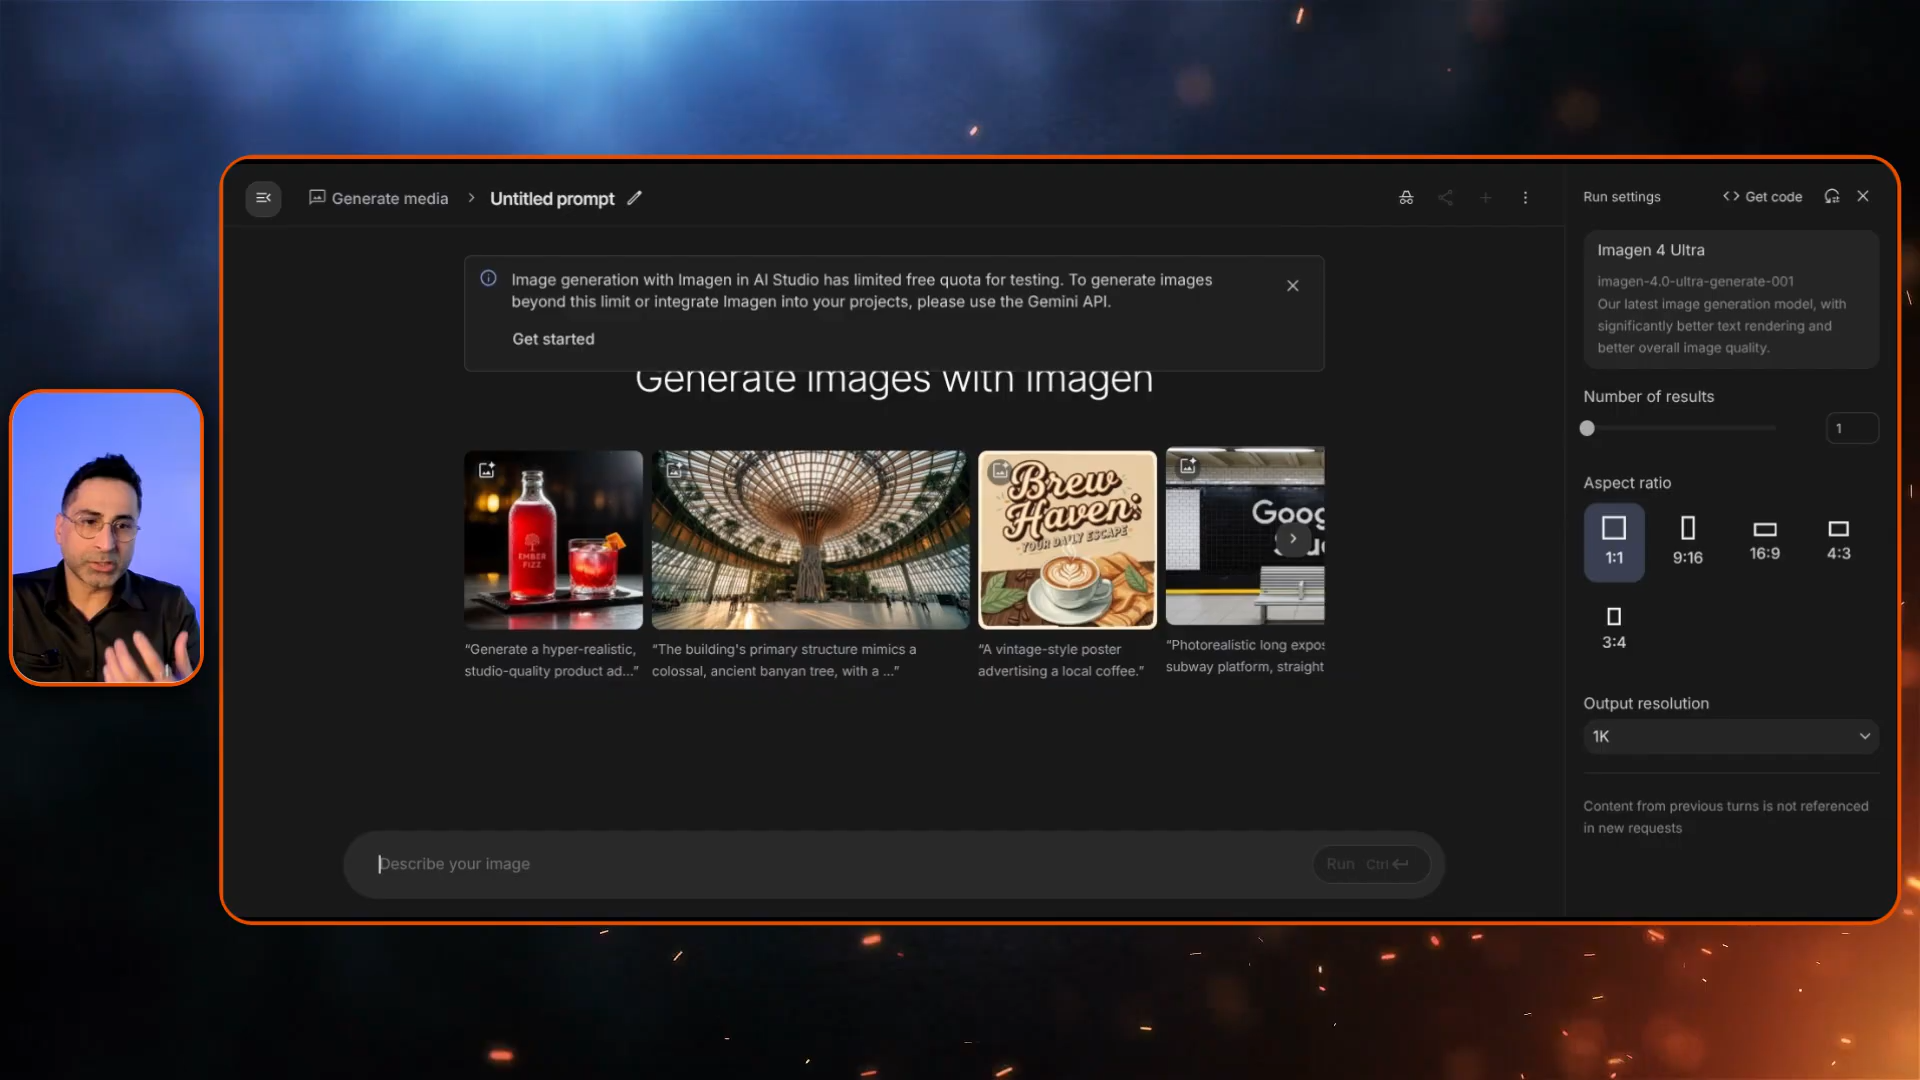 Generate media > Untitled prompt
Image generation with Imagen in AI Studio has limited free quota for testing. To generate images
beyond this limit or integrate Imagen into your projects, please use the Gemini API.
Get started
Generate images with Imagen
EMBER
FIZZ
Brew
Haven:
YOUR DAILY ESCAPE
Goog
“Generate a hyper-realistic,
studio-quality product ad...”
“The building's primary structure mimics a
colossal, ancient banyan tree, with a ...”
“A vintage-style poster
advertising a local coffee.”
“Photorealistic long expos
subway platform, straight
Describe your image
Run Ctrl
Run settings
Get code
Imagen 4 Ultra
imagen-4.0-ultra-generate-001
Our latest image generation model, with
significantly better text rendering and
better overall image quality.
Number of results
1
Aspect ratio
1:1
9:16
16:9
4:3
3:4
Output resolution
1K
Content from previous turns is not referenced
in new requests